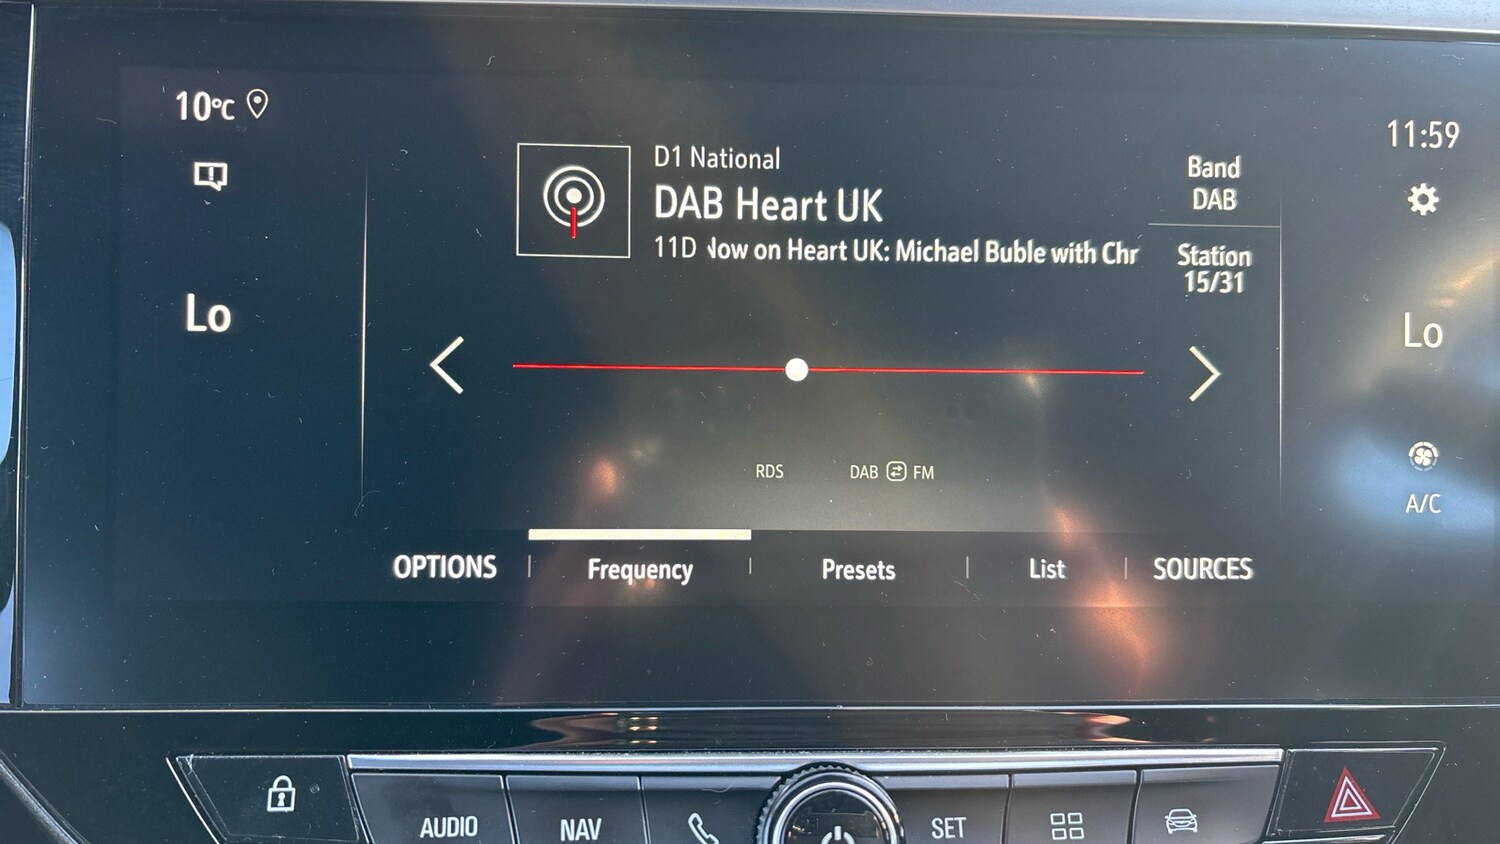 10°C
11:59
D1 National
DAB Heart UK
11D Now on Heart UK: Michael Buble with Chr
Band
DAB
Station
15/31
Lo
Lo
RDS
DAB FM
A/C
OPTIONS
Frequency
Presets
List
SOURCES
AUDIO
NAV
SET